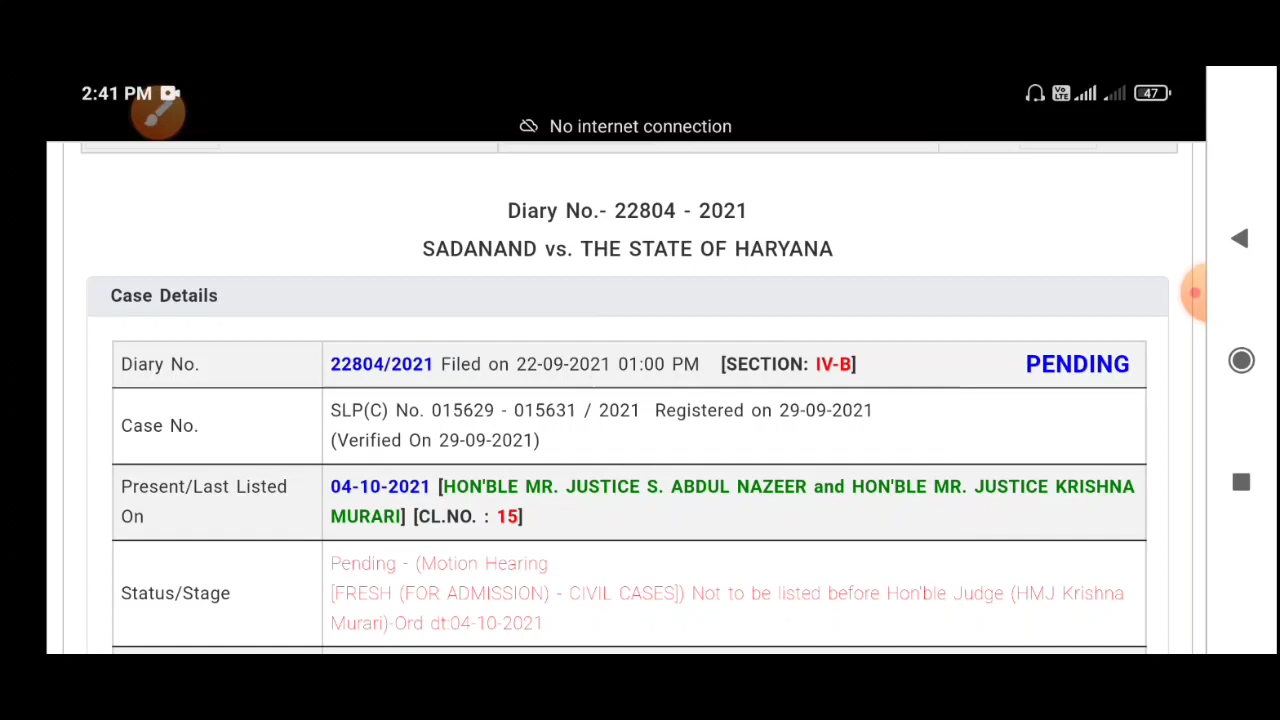 2:41 PM
Vo LTE 47
No internet connection
Diary No.- 22804 - 2021
SADANAND vs. THE STATE OF HARYANA
Case Details
Diary No. 22804/2021 Filed on 22-09-2021 01:00 PM [SECTION: IV-B] PENDING
Case No. SLP(C) No. 015629 - 015631 / 2021 Registered on 29-09-2021
(Verified On 29-09-2021)
Present/Last Listed On 04-10-2021 [HON'BLE MR. JUSTICE S. ABDUL NAZEER and HON'BLE MR. JUSTICE KRISHNA
MURARI] [CL.NO. : 15]
Status/Stage Pending - (Motion Hearing
[FRESH (FOR ADMISSION) - CIVIL CASES]) Not to be listed before Hon'ble Judge (HMJ Krishna
Murari)-Ord dt:04-10-2021